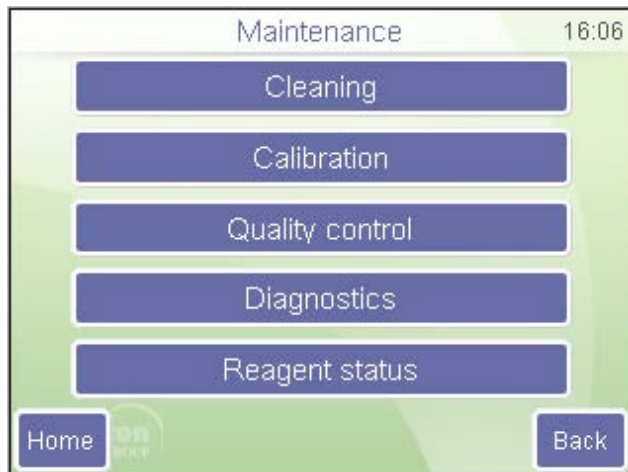 Maintenance 16:06
Cleaning
Calibration
Quality control
Diagnostics
Reagent status
Home Back